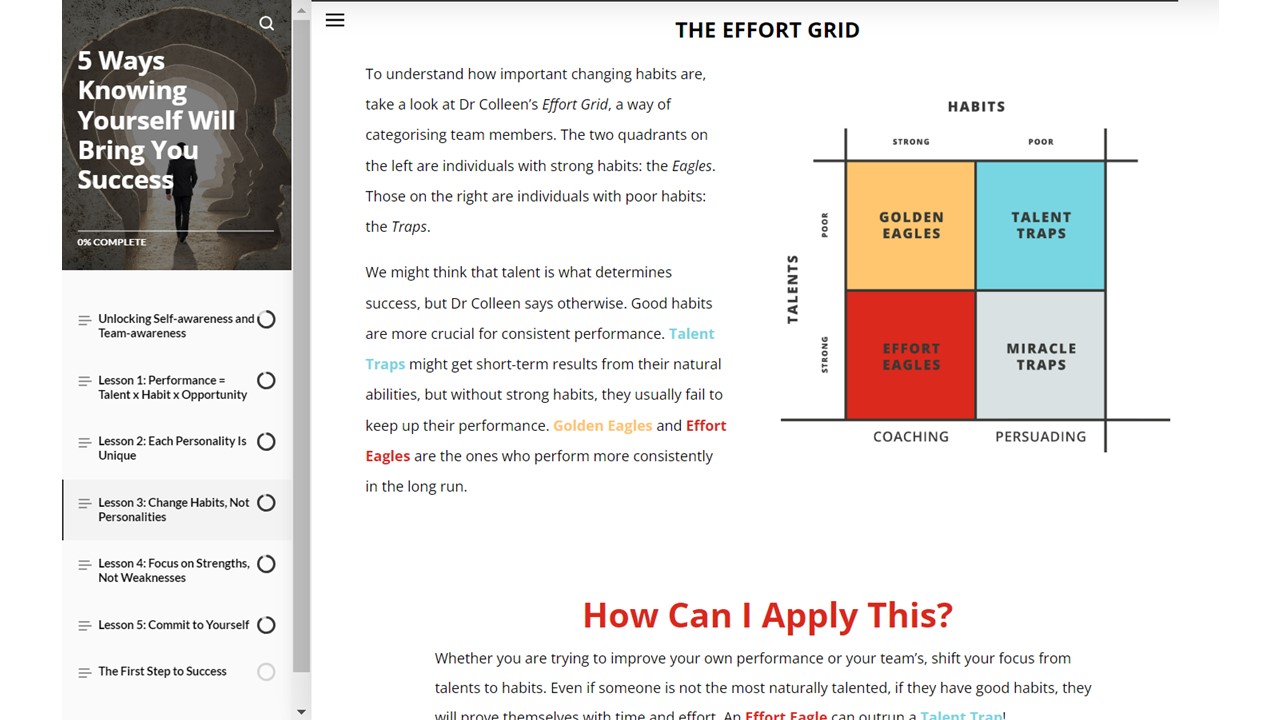 5 Ways
Knowing
Yourself Will
Bring You
Success
0% COMPLETE
Unlocking Self-awareness and
Team-awareness
Lesson 1: Performance =
Talent x Habit x Opportunity
Lesson 2: Each Personality Is
Unique
Lesson 3: Change Habits, Not
Personalities
Lesson 4: Focus on Strengths,
Not Weaknesses
Lesson 5: Commit to Yourself
The First Step to Success
THE EFFORT GRID
To understand how important changing habits are,
take a look at Dr Colleen’s Effort Grid, a way of
categorising team members. The two quadrants on
the left are individuals with strong habits: the Eagles.
Those on the right are individuals with poor habits:
the Traps.
We might think that talent is what determines
success, but Dr Colleen says otherwise. Good habits
are more crucial for consistent performance. Talent
Traps might get short-term results from their natural
abilities, but without strong habits, they usually fail to
keep up their performance. Golden Eagles and Effort
Eagles are the ones who perform more consistently
in the long run.
HABITS
STRONG
POOR
TALENTS
POOR
STRONG
GOLDEN
EAGLES
TALENT
TRAPS
EFFORT
EAGLES
MIRACLE
TRAPS
COACHING
PERSUADING
How Can I Apply This?
Whether you are trying to improve your own performance or your team’s, shift your focus from
talents to habits. Even if someone is not the most naturally talented, if they have good habits, they
will prove themselves with time and effort. An Effort Eagle can outrun a Talent Trap!